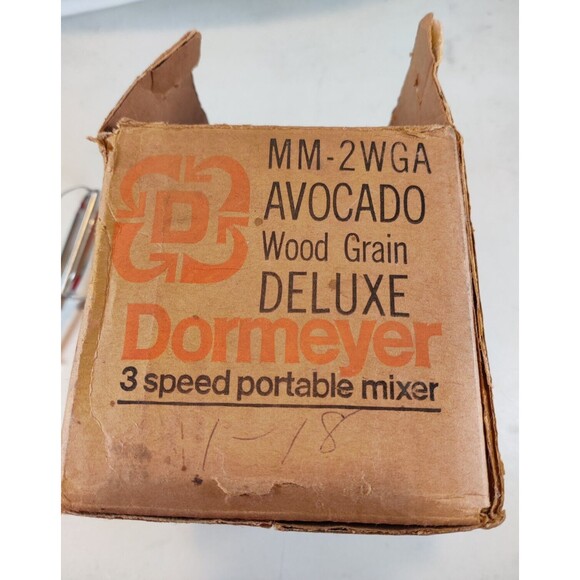 MM-2WGA
AVOCADO
Wood Grain
DELUXE
D
Dormeyer
3 speed portable mixer
11-18